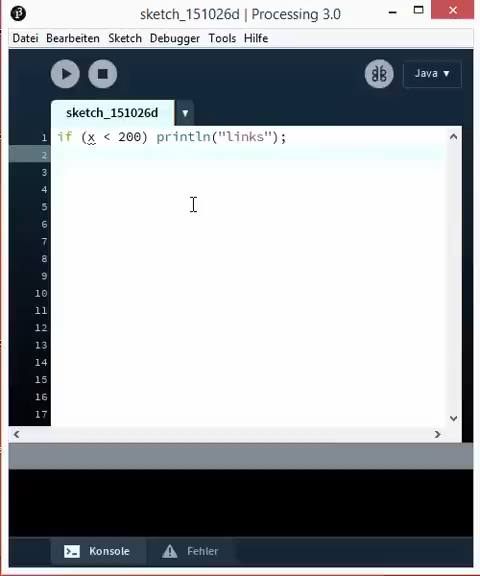 sketch_151026d | Processing 3.0
Datei Bearbeiten Sketch Debugger Tools Hilfe
Java ▾
sketch_151026d
1 if (x < 200) println("links");
2
3
4
5
6
7
8
9
10
11
12
13
14
15
16
17
Konsole Fehler